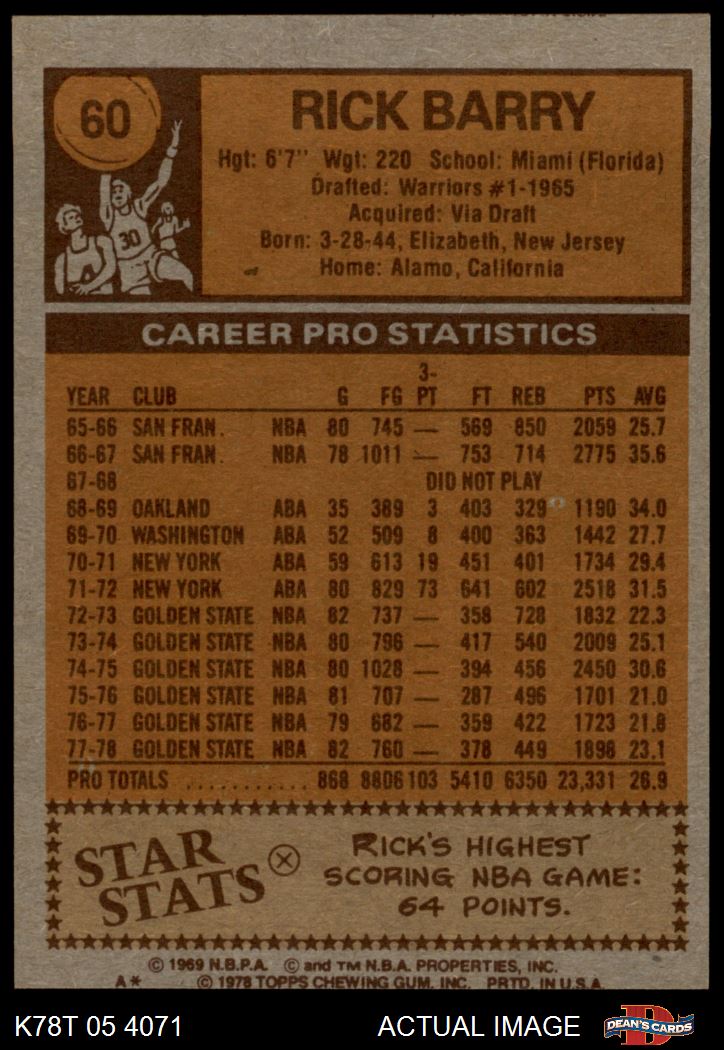 60
RICK BARRY
Hgt: 6'7" Wgt: 220 School: Miami (Florida)
Drafted: Warriors #1-1965
Acquired: Via Draft
Born: 3-28-44, Elizabeth, New Jersey
Home: Alamo, California
30
CAREER PRO STATISTICS
YEAR CLUB G FG 3-PT FT REB PTS AVG
65-66 SAN FRAN. NBA 80 745 — 569 850 2059 25.7
66-67 SAN FRAN. NBA 78 1011 — 753 714 2775 35.6
67-68 DID NOT PLAY
68-69 OAKLAND ABA 35 389 3 403 329 1190 34.0
69-70 WASHINGTON ABA 52 509 8 400 363 1442 27.7
70-71 NEW YORK ABA 59 613 19 451 401 1734 29.4
71-72 NEW YORK ABA 80 829 73 641 602 2518 31.5
72-73 GOLDEN STATE NBA 82 737 — 358 728 1832 22.3
73-74 GOLDEN STATE NBA 80 796 — 417 540 2009 25.1
74-75 GOLDEN STATE NBA 80 1028 — 394 456 2450 30.6
75-76 GOLDEN STATE NBA 81 707 — 287 496 1701 21.0
76-77 GOLDEN STATE NBA 79 682 — 359 422 1723 21.8
77-78 GOLDEN STATE NBA 82 760 — 378 449 1898 23.1
PRO TOTALS ........... 868 8806 103 5410 6350 23,331 26.9
STAR STATS
RICK'S HIGHEST
SCORING NBA GAME:
64 POINTS.
© 1969 N.B.P.A. © and TM N.B.A. PROPERTIES, INC.
A* © 1978 TOPPS CHEWING GUM, INC. PRTD. IN U.S.A.
K78T 05 4071 ACTUAL IMAGE DEAN'S CARDS